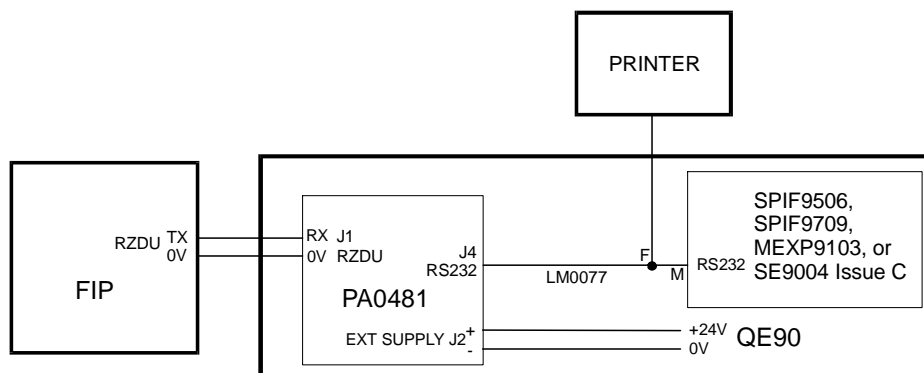 PRINTER
SPIF9506,
SPIF9709,
MEXP9103, or
SE9004 Issue C
RS232
RZDU TX
0V
FIP
RX J1
0V RZDU
J4
RS232
PA0481
EXT SUPPLY J2 +
-
LM0077
F
M
+24V
0V
QE90